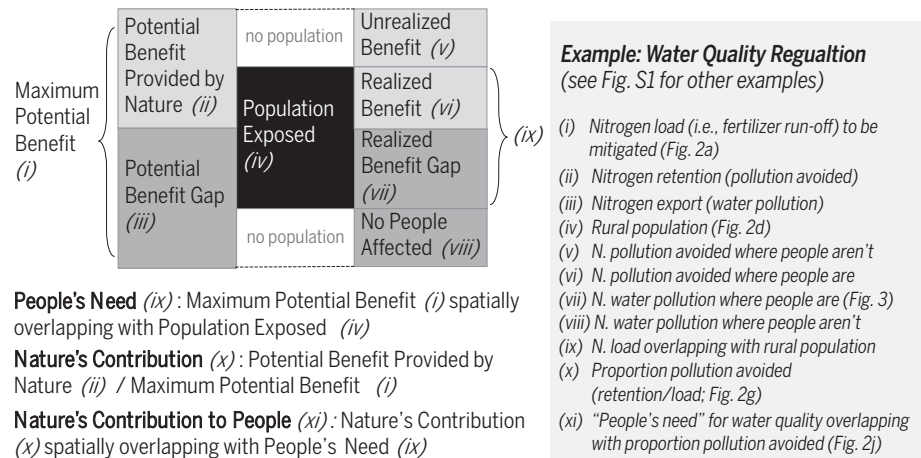 Maximum
Potential
Benefit
(i)
Potential
Benefit
Provided by
Nature (ii)
Potential
Benefit Gap
(iii)
no population
Population
Exposed
(iv)
no population
Unrealized
Benefit (v)
Realized
Benefit (vi)
Realized
Benefit Gap
(vii)
No People
Affected (viii)
(ix)
People's Need (ix) : Maximum Potential Benefit (i) spatially
overlapping with Population Exposed (iv)
Nature's Contribution (x) : Potential Benefit Provided by
Nature (ii) / Maximum Potential Benefit (i)
Nature's Contribution to People (xi) : Nature's Contribution
(x) spatially overlapping with People's Need (ix)
Example: Water Quality Regualtion
(see Fig. S1 for other examples)
(i) Nitrogen load (i.e., fertilizer run-off) to be
mitigated (Fig. 2a)
(ii) Nitrogen retention (pollution avoided)
(iii) Nitrogen export (water pollution)
(iv) Rural population (Fig. 2d)
(v) N. pollution avoided where people aren't
(vi) N. pollution avoided where people are
(vii) N. water pollution where people are (Fig. 3)
(viii) N. water pollution where people aren't
(ix) N. load overlapping with rural population
(x) Proportion pollution avoided
(retention/load; Fig. 2g)
(xi) “People's need” for water quality overlapping
with proportion pollution avoided (Fig. 2j)